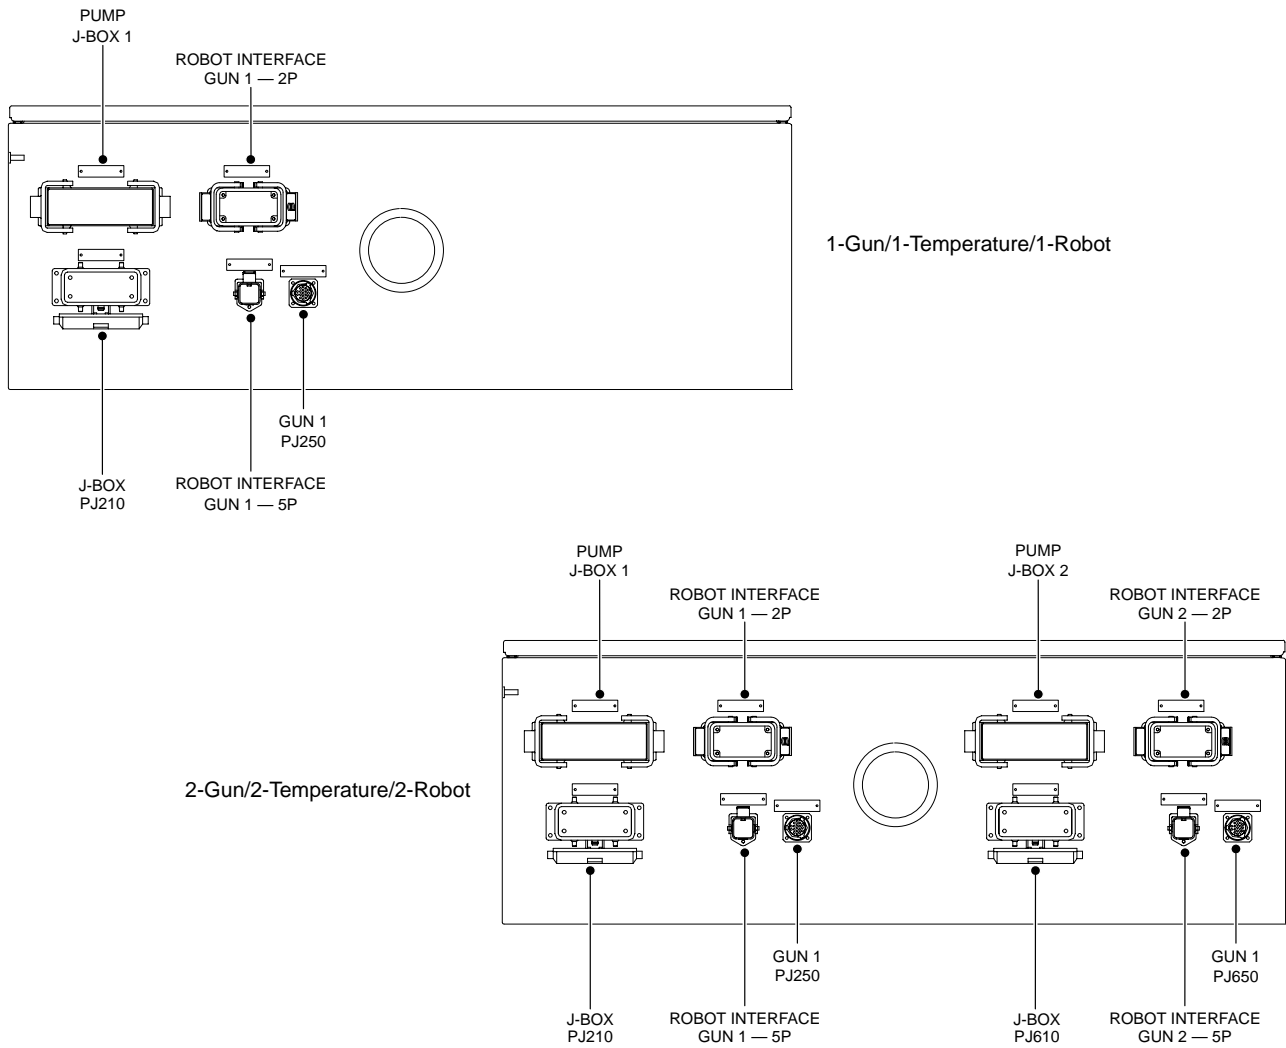 PUMP
J-BOX 1
ROBOT INTERFACE
GUN 1 — 2P
1-Gun/1-Temperature/1-Robot
GUN 1
PJ250
J-BOX
PJ210
ROBOT INTERFACE
GUN 1 — 5P
PUMP
J-BOX 1
ROBOT INTERFACE
GUN 1 — 2P
PUMP
J-BOX 2
ROBOT INTERFACE
GUN 2 — 2P
2-Gun/2-Temperature/2-Robot
GUN 1
PJ250
GUN 1
PJ650
J-BOX
PJ210
ROBOT INTERFACE
GUN 1 — 5P
J-BOX
PJ610
ROBOT INTERFACE
GUN 2 — 5P